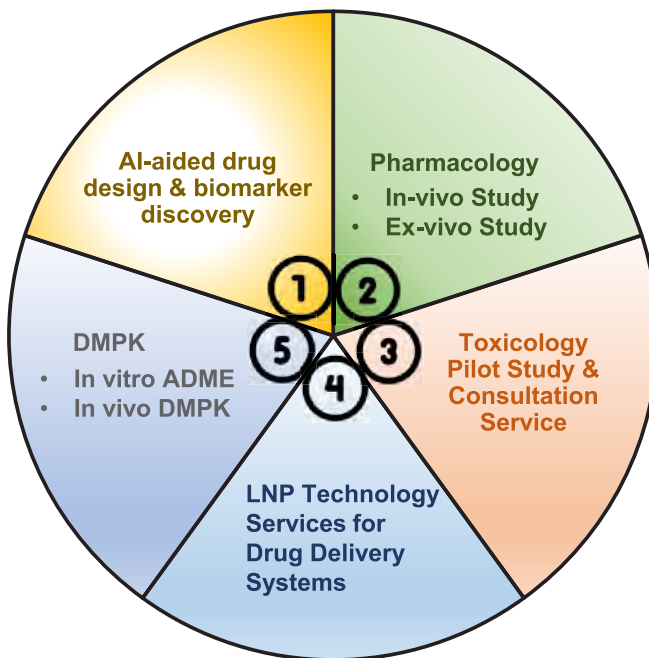 AI-aided drug
design & biomarker
discovery
Pharmacology
• In-vivo Study
• Ex-vivo Study
1
2
3
4
5
Toxicology
Pilot Study &
Consultation
Service
LNP Technology
Services for
Drug Delivery
Systems
DMPK
• In vitro ADME
• In vivo DMPK